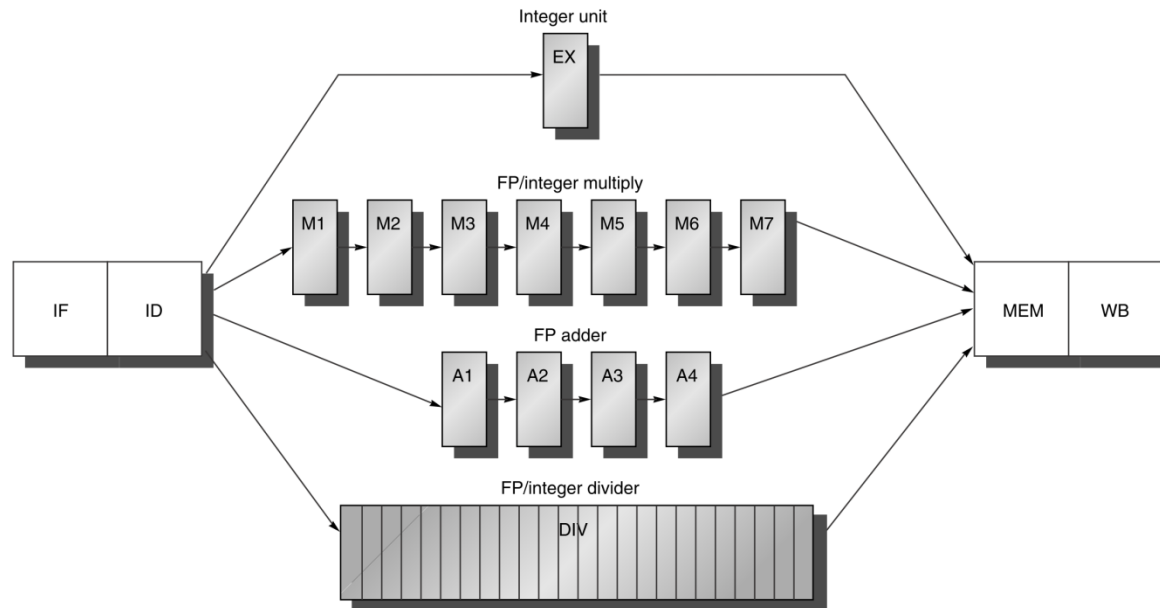 Integer unit
EX
FP/integer multiply
M1 M2 M3 M4 M5 M6 M7
IF ID MEM WB
FP adder
A1 A2 A3 A4
FP/integer divider
DIV